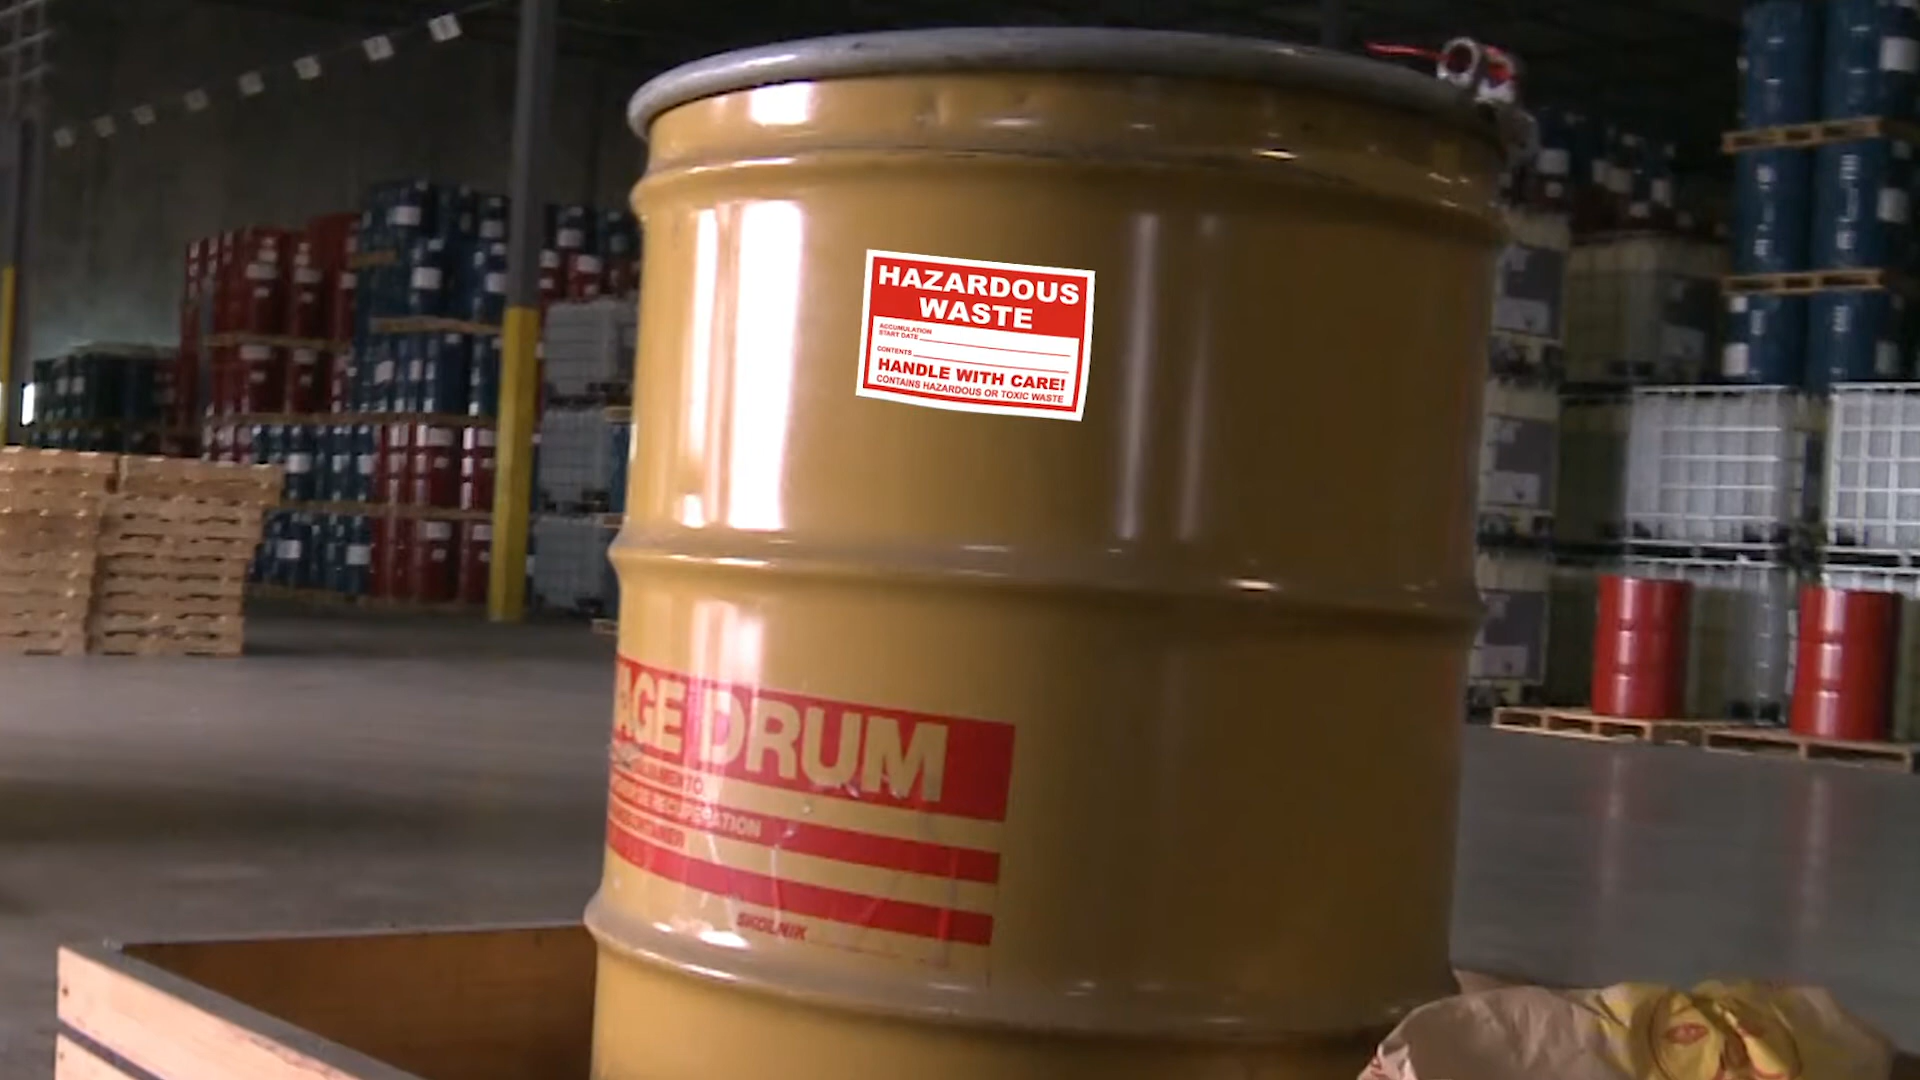 HAZARDOUS
WASTE
ACCUMULATION
START DATE
CONTENTS
HANDLE WITH CARE!
CONTAINS HAZARDOUS OR TOXIC WASTE
AGE DRUM
RECUPERATION
SKOLNIK